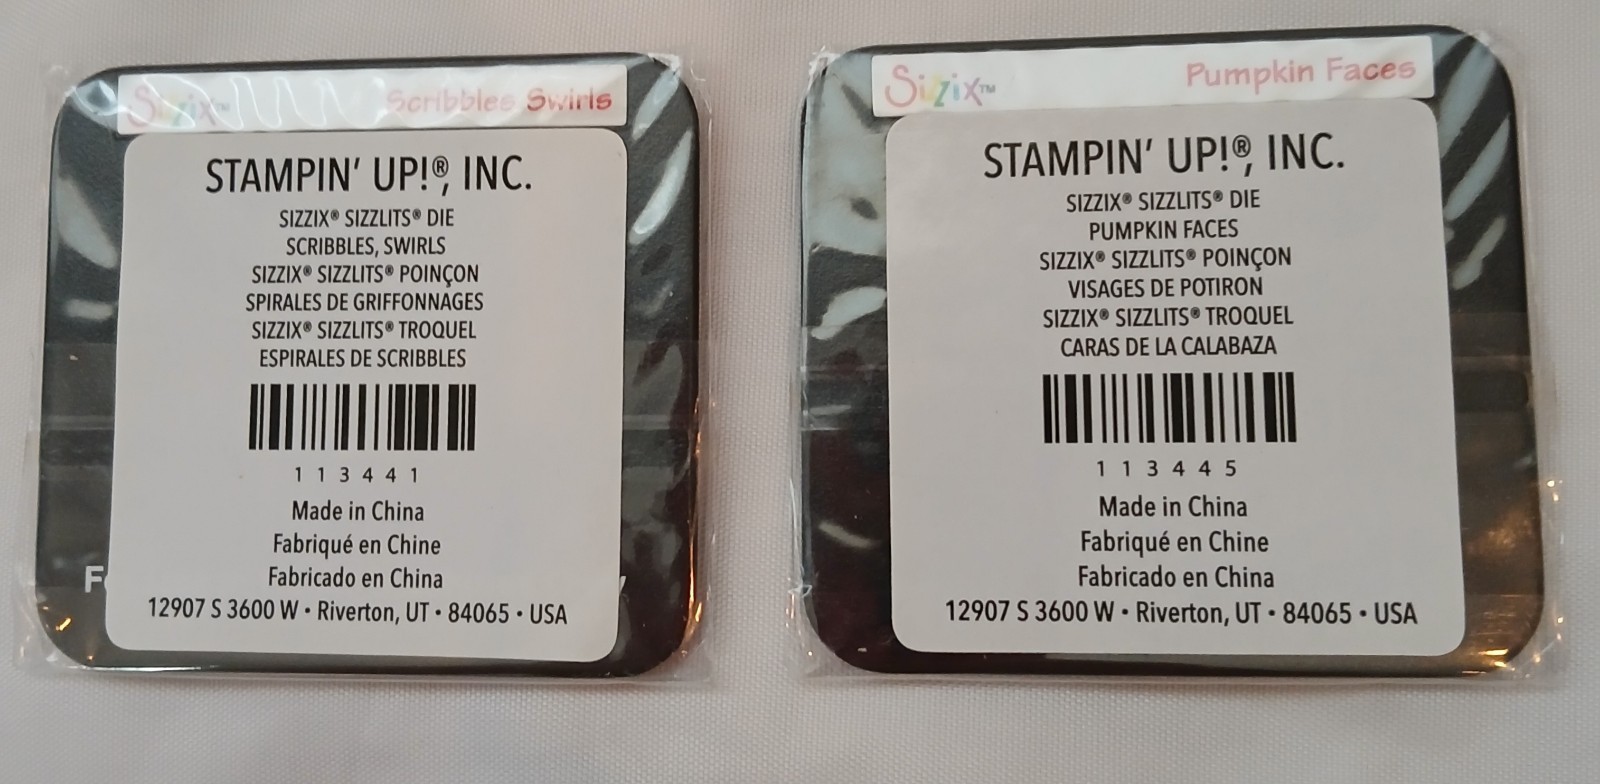 Sizzix™ Scribbles Swirls
STAMPIN' UP!®, INC.
SIZZIX® SIZZLITS® DIE
SCRIBBLES, SWIRLS
SIZZIX® SIZZLITS® POINÇON
SPIRALES DE GRIFFONNAGES
SIZZIX® SIZZLITS® TROQUEL
ESPIRALES DE SCRIBBLES
113441
Made in China
Fabriqué en Chine
Fabricado en China
12907 S 3600 W • Riverton, UT • 84065 • USA
Sizzix™ Pumpkin Faces
STAMPIN' UP!®, INC.
SIZZIX® SIZZLITS® DIE
PUMPKIN FACES
SIZZIX® SIZZLITS® POINÇON
VISAGES DE POTIRON
SIZZIX® SIZZLITS® TROQUEL
CARAS DE LA CALABAZA
113445
Made in China
Fabriqué en Chine
Fabricado en China
12907 S 3600 W • Riverton, UT • 84065 • USA